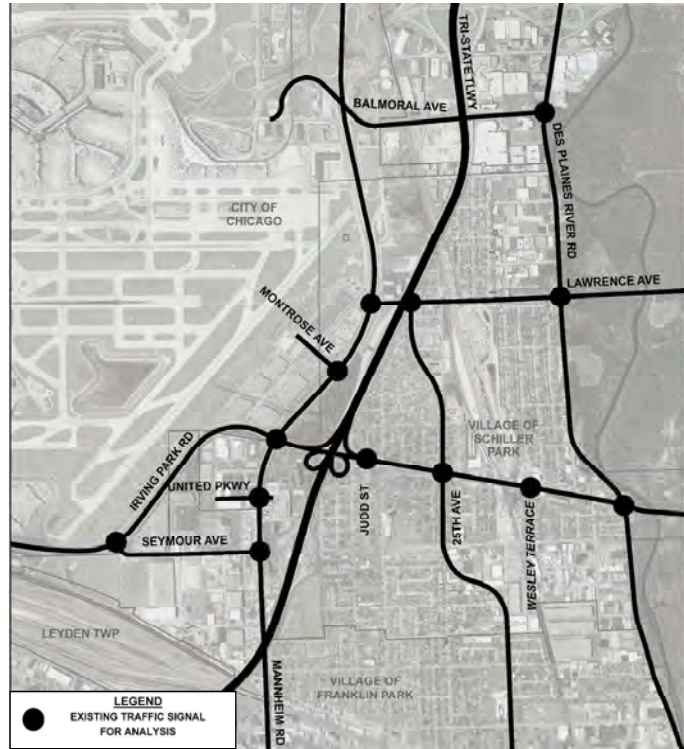 TRI-STATE TLWY
BALMORAL AVE
DES PLAINES RIVER RD
CITY OF
CHICAGO
LAWRENCE AVE
MONTROSE AVE
VILLAGE OF
SCHILLER
PARK
IRVING PARK RD
UNITED PKWY
JUDD ST
25TH AVE
WESLEY TERRACE
SEYMOUR AVE
LEYDEN TWP
MANNHEIM RD
VILLAGE OF
FRANKLIN PARK
LEGEND
EXISTING TRAFFIC SIGNAL
FOR ANALYSIS